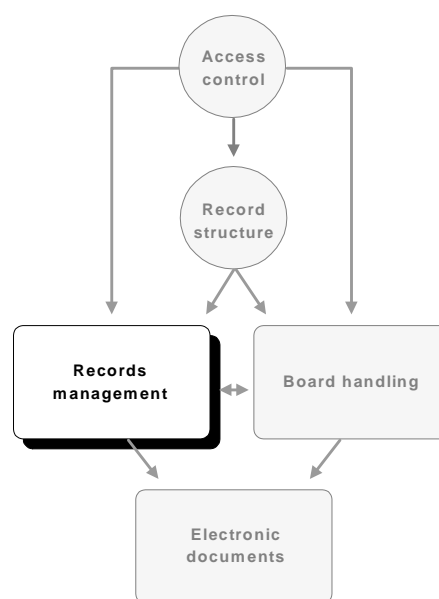 Access
control
Record
structure
Records
management
Board handling
Electronic
documents